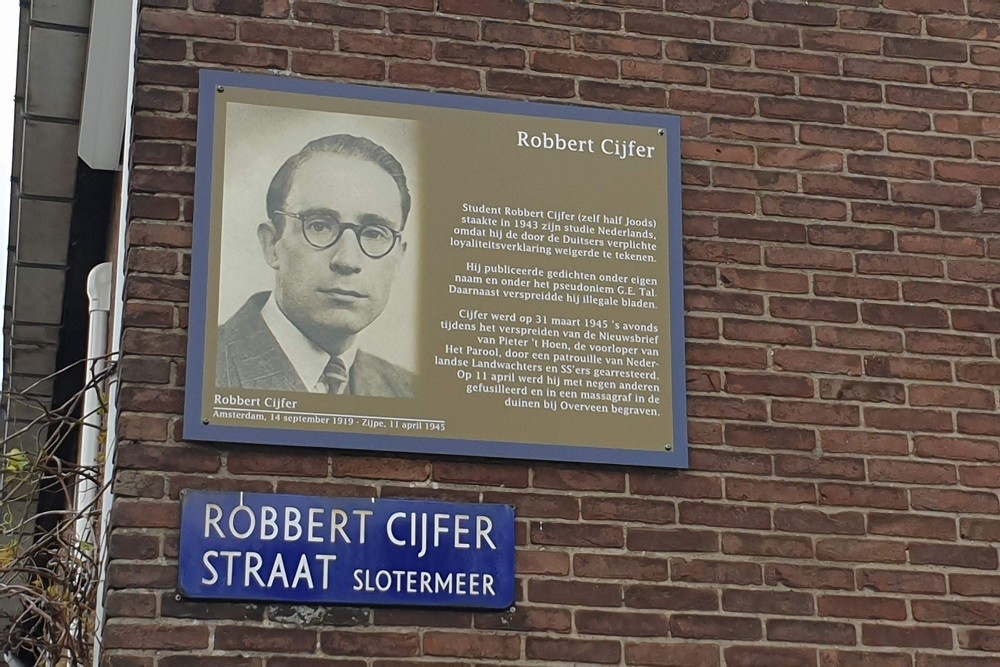 Robbert Cijfer
Student Robbert Cijfer (zelf half Joods)
staakte in 1943 zijn studie Nederlands,
omdat hij de door de Duitsers verplichte
loyaliteitsverklaring weigerde te tekenen.
Hij publiceerde gedichten onder eigen
naam en onder het pseudoniem G.E. Tal.
Daarnaast verspreidde hij illegale bladen.
Cijfer werd op 31 maart 1945 's avonds
tijdens het verspreiden van de Nieuwsbrief
van Pieter 't Hoen, de voorloper van
Het Parool, door een patrouille van Neder-
landse Landwachters en SS'ers gearresteerd.
Op 11 april werd hij met negen anderen
gefusilleerd en in een massagraf in de
duinen bij Overveen begraven.
Robbert Cijfer
Amsterdam, 14 september 1919 - Zijpe, 11 april 1945
ROBBERT CIJFER
STRAAT SLOTERMEER